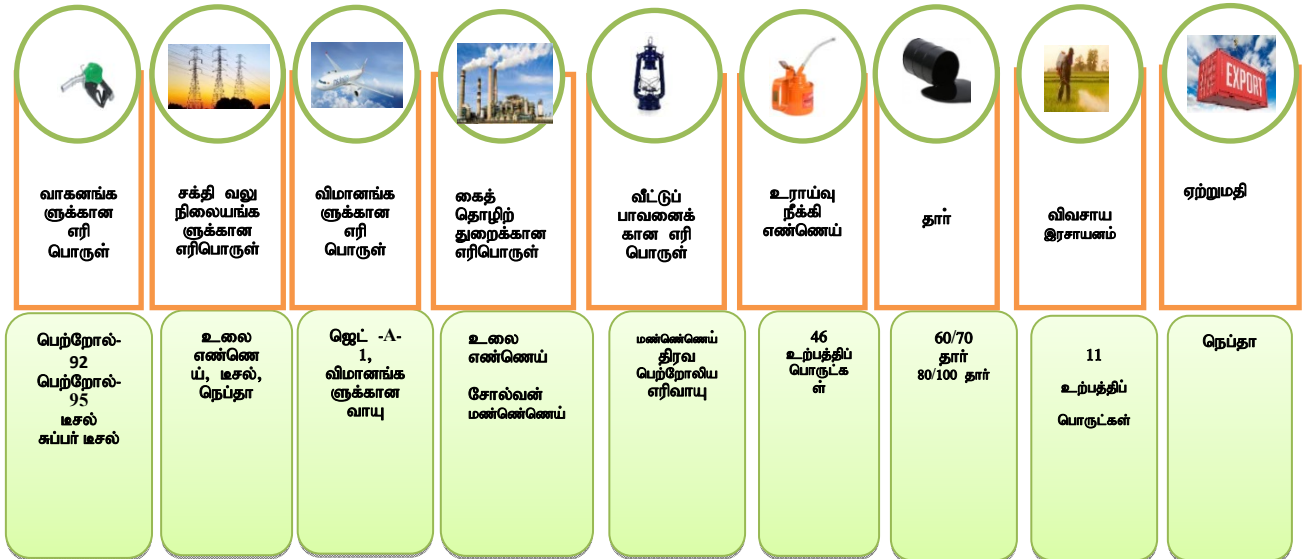 EXPORT
வாகனங்க
ளுக்கான
எரி
பொருள்
சக்தி வலு
நிலையங்க
ளுக்கான
எரிபொருள்
விமானங்க
ளுக்கான
எரி
பொருள்
கைத்
தொழிற்
துறைக்கான
எரிபொருள்
வீட்டுப்
பாவனைக்
கான எரி
பொருள்
உராய்வு
நீக்கி
எண்ணெய்
தார்
விவசாய
இரசாயனம்
ஏற்றுமதி
பெற்றோல்-
92
பெற்றோல்-
95
டீசல்
சுப்பர் டீசல்
உலை
எண்ணெ
ய், டீசல்,
நெப்தா
ஜெட் -A-
1,
விமானங்க
ளுக்கான
வாயு
உலை
எண்ணெய்
சோல்வன்
மண்ணெண்ணெய்
மண்ணெண்ணெய்
திரவ
பெற்றோலிய
எரிவாயு
46
உற்பத்திப்
பொருட்க
ள்
60/70
தார்
80/100 தார்
11
உற்பத்திப்
பொருட்கள்
நெப்தா